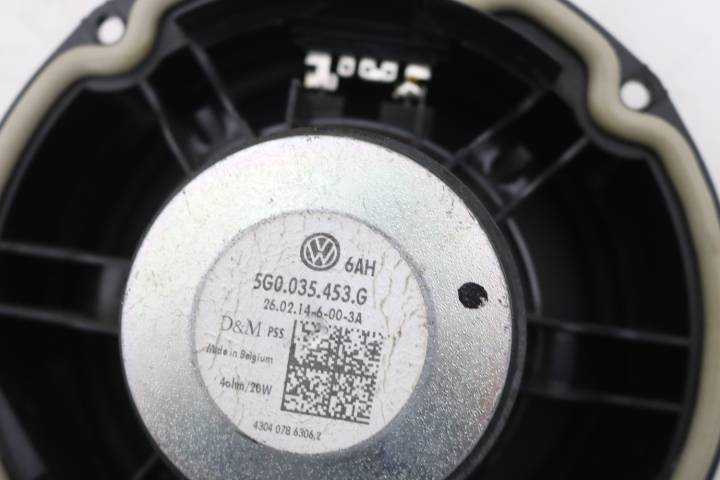 VW 6AH
5G0.035.453.G
26.02.14-6-00-3A
D&M PSS
Made in Belgium
4ohm/20W
4304 078 6306.2